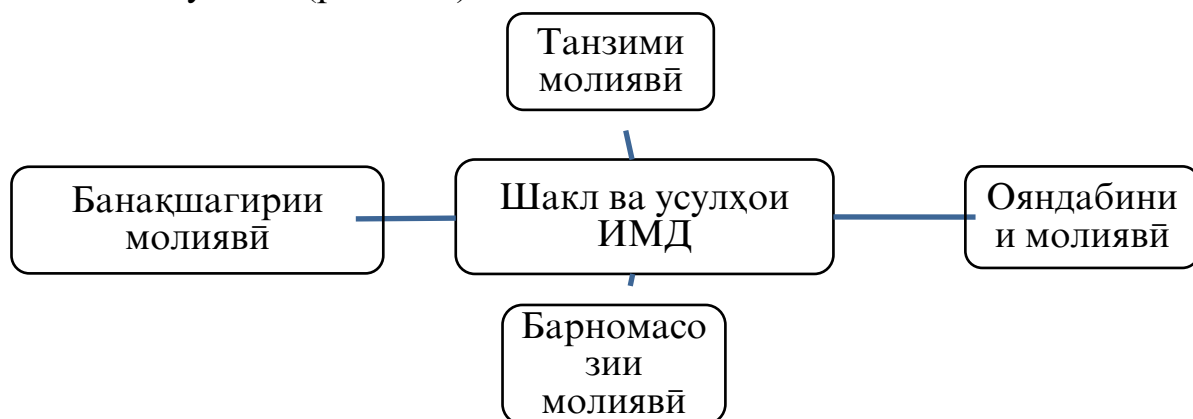 Танзими
молиявӣ
Банақшагирии
молиявӣ
Шакл ва усулҳои
ИМД
Ояндабини
и молиявӣ
Барномасо
зии
молиявӣ